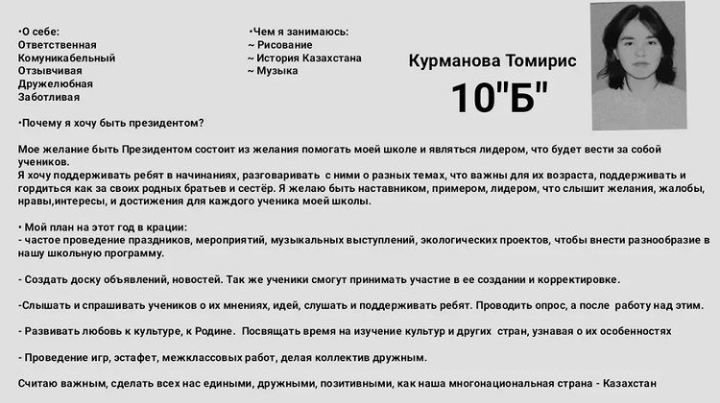 •О себе:
Ответственная
Комуникабельный
Отзывчивая
Дружелюбная
Заботливая
•Чем я занимаюсь:
~ Рисование
~ История Казахстана
~ Музыка
Курманова Томирис
10"Б"
•Почему я хочу быть президентом?
Мое желание быть Президентом состоит из желания помогать моей школе и являться лидером, что будет вести за собой
учеников.
Я хочу поддерживать ребят в начинаниях, разговаривать с ними о разных темах, что важны для их возраста, поддерживать и
гордиться как за своих родных братьев и сестёр. Я желаю быть наставником, примером, лидером, что слышит желания, жалобы,
нравы,интересы, и достижения для каждого ученика моей школы.
• Мой план на этот год в крации:
- частое проведение праздников, мероприятий, музыкальных выступлений, экологических проектов, чтобы внести разнообразие в
нашу школьную программу.
- Создать доску объявлений, новостей. Так же ученики смогут принимать участие в ее создании и корректировке.
-Слышать и спрашивать учеников о их мнениях, идей, слушать и поддерживать ребят. Проводить опрос, а после работу над этим.
- Развивать любовь к культуре, к Родине. Посвящать время на изучение культур и других стран, узнавая о их особенностях
- Проведение игр, эстафет, межклассовых работ, делая коллектив дружным.
Считаю важным, сделать всех нас едиными, дружными, позитивными, как наша многонациональная страна - Казахстан